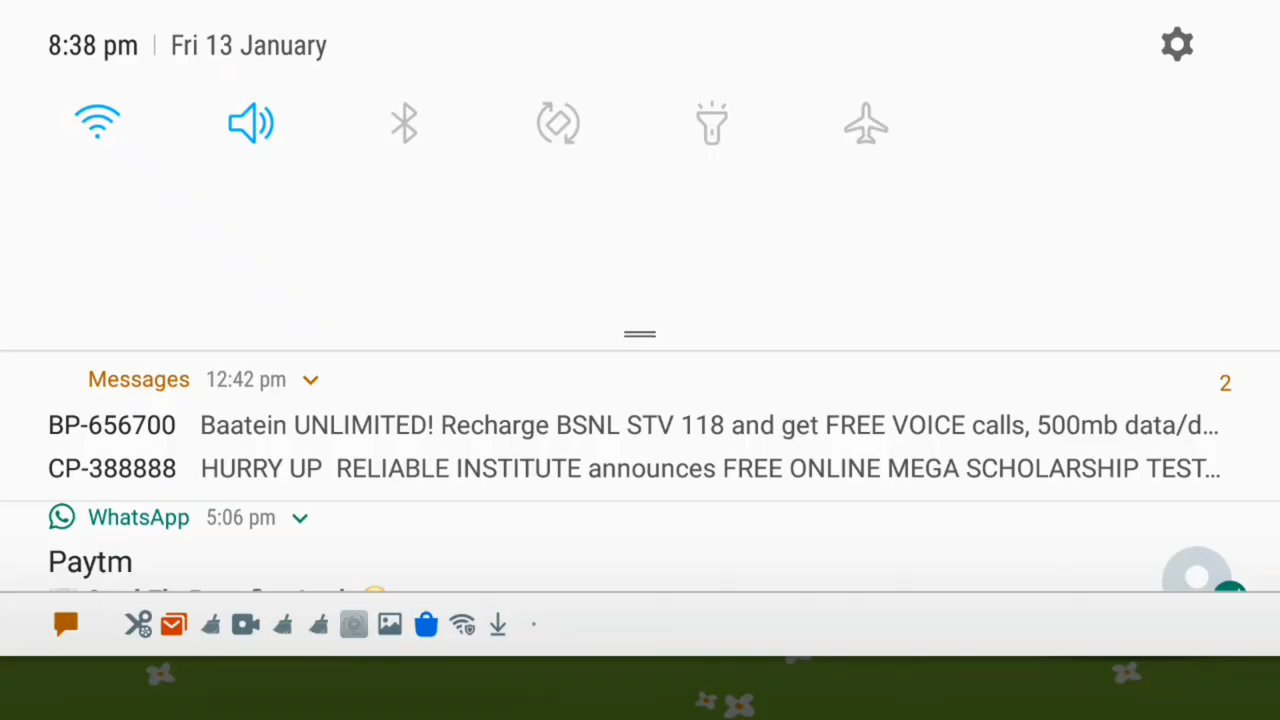 8:38 pm | Fri 13 January
Messages 12:42 pm 2
BP-656700 Baatein UNLIMITED! Recharge BSNL STV 118 and get FREE VOICE calls, 500mb data/d...
CP-388888 HURRY UP RELIABLE INSTITUTE announces FREE ONLINE MEGA SCHOLARSHIP TEST...
WhatsApp 5:06 pm
Paytm